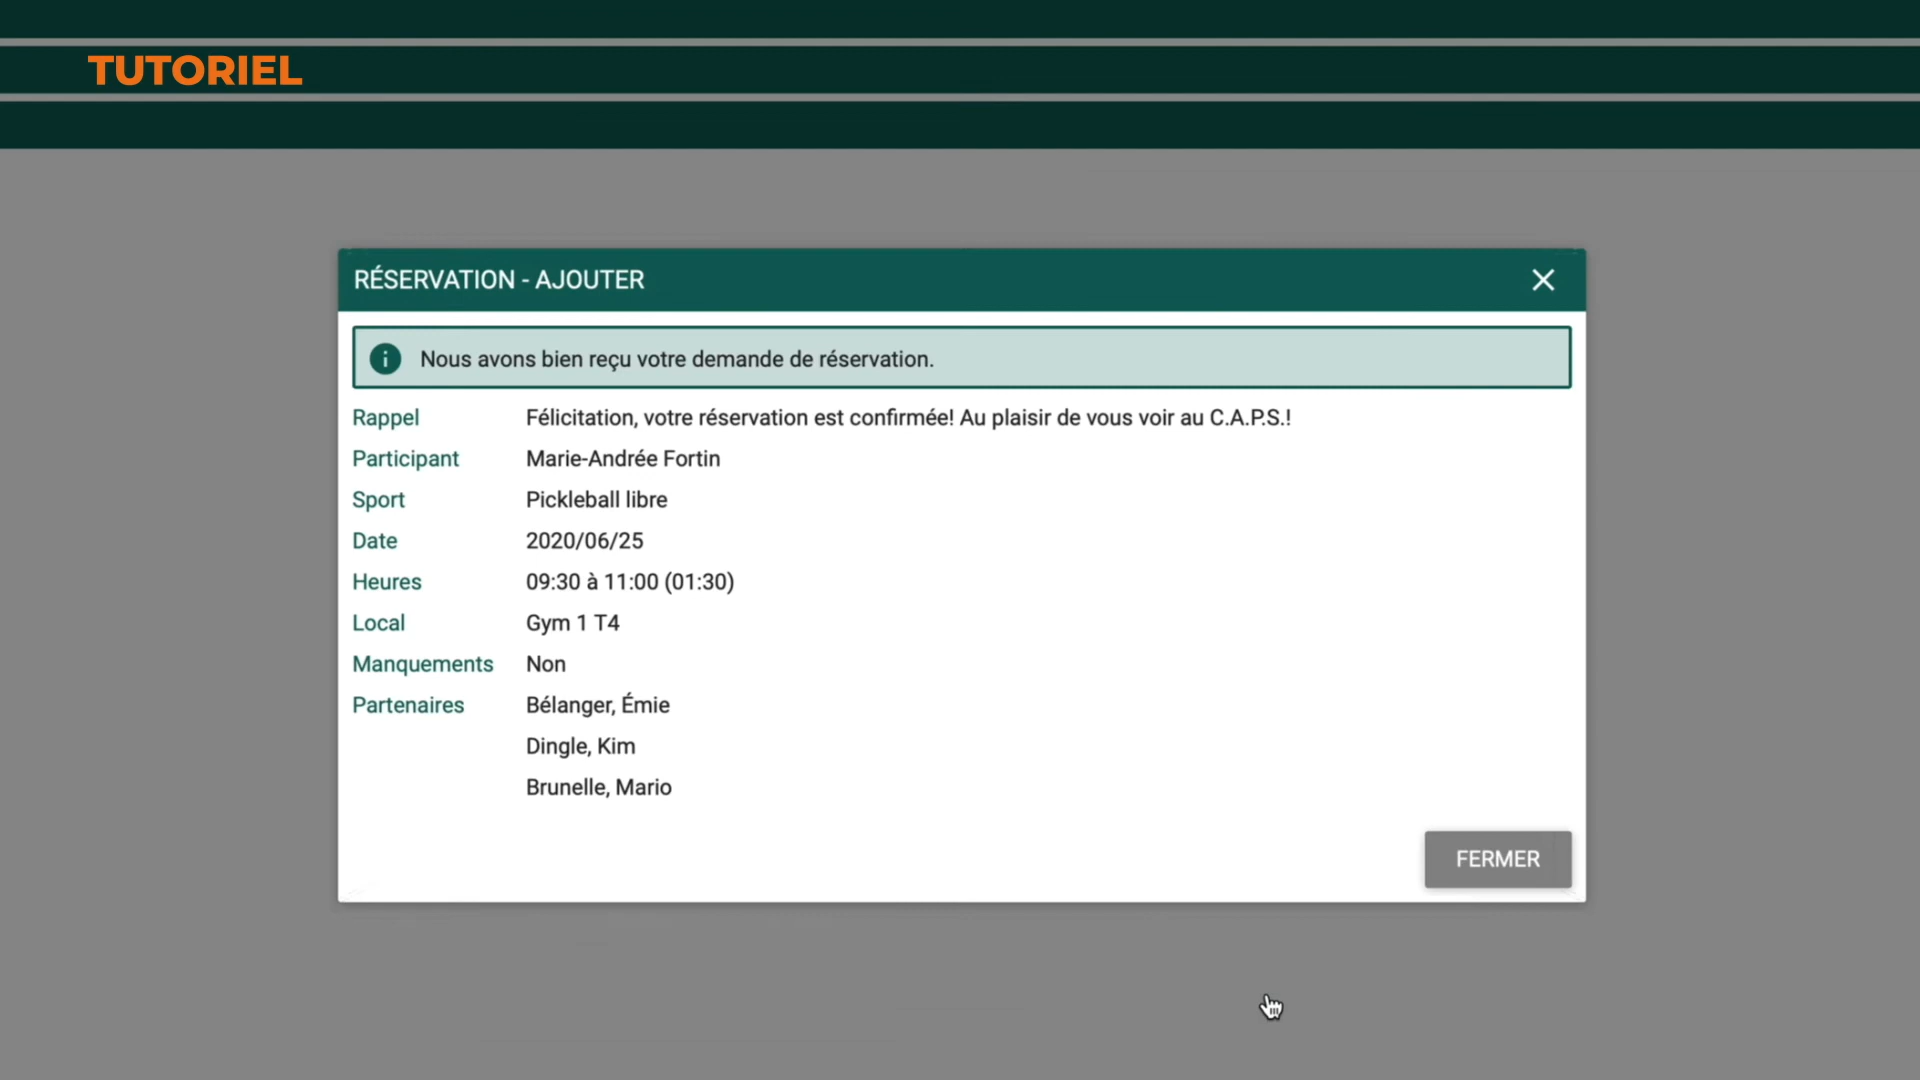 TUTORIEL
RÉSERVATION - AJOUTER
Nous avons bien reçu votre demande de réservation.
Rappel Félicitation, votre réservation est confirmée! Au plaisir de vous voir au C.A.P.S.!
Participant Marie-Andrée Fortin
Sport Pickleball libre
Date 2020/06/25
Heures 09:30 à 11:00 (01:30)
Local Gym 1 T4
Manquements Non
Partenaires Bélanger, Émie
Dingle, Kim
Brunelle, Mario
FERMER